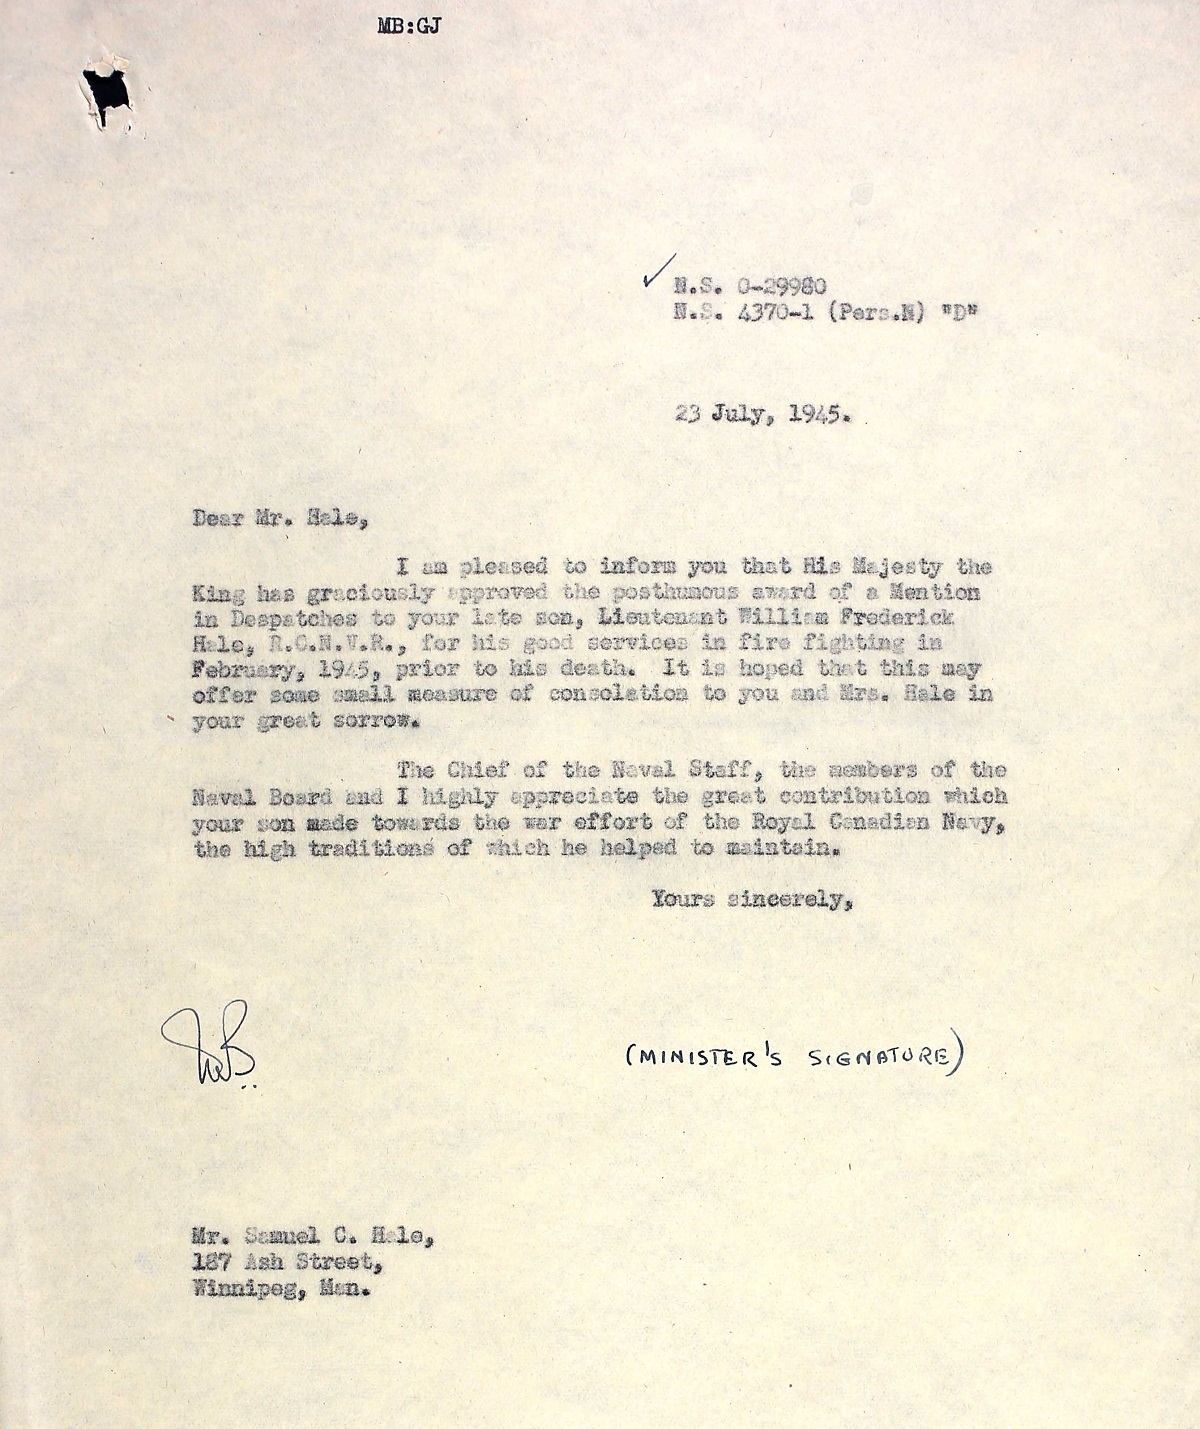 MB:GJ
N.S. O-29980
N.S. 4370-1 (Pers.N) "D"
23 July, 1945.
Dear Mr. Hale,
I am pleased to inform you that His Majesty the
King has graciously approved the posthumous award of a Mention
in Despatches to your late son, Lieutenant William Frederick
Hale, R.C.N.V.R., for his good services in fire fighting in
February, 1945, prior to his death. It is hoped that this may
offer some small measure of consolation to you and Mrs. Hale in
your great sorrow.
The Chief of the Naval Staff, the members of the
Naval Board and I highly appreciate the great contribution which
your son made towards the war effort of the Royal Canadian Navy,
the high traditions of which he helped to maintain.
Yours sincerely,
(MINISTER'S SIGNATURE)
Mr. Samuel C. Hale,
187 Ash Street,
Winnipeg, Man.